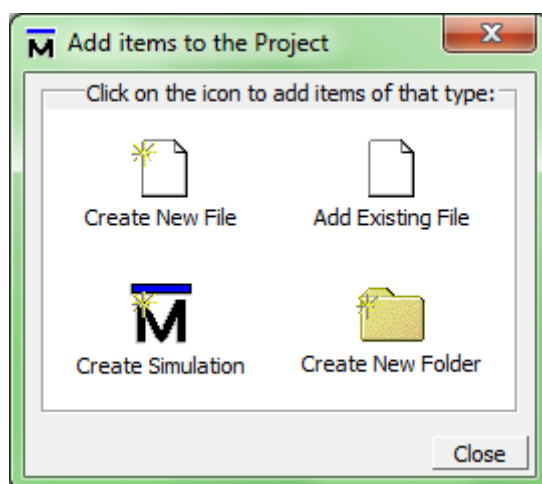 M Add items to the Project
Click on the icon to add items of that type:
Create New File Add Existing File
M
Create Simulation Create New Folder
Close